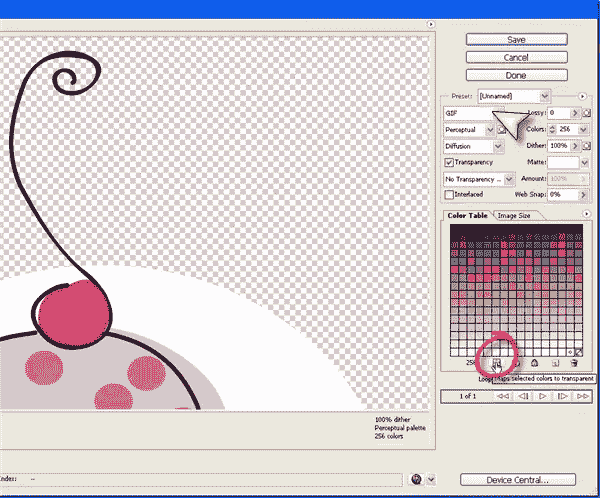 Save
Cancel
Done
Preset: [Unnamed]
GIF Lossy: 0
Perceptual Colors: 256
Diffusion Dither: 100%
Transparency Matte:
No Transparency ... Amount: 100%
Interlaced Web Snap: 0%
Color Table Image Size
256
Maps selected colors to transparent
1 of 1
100% dither
Perceptual palette
256 colors
Index: --
Device Central...